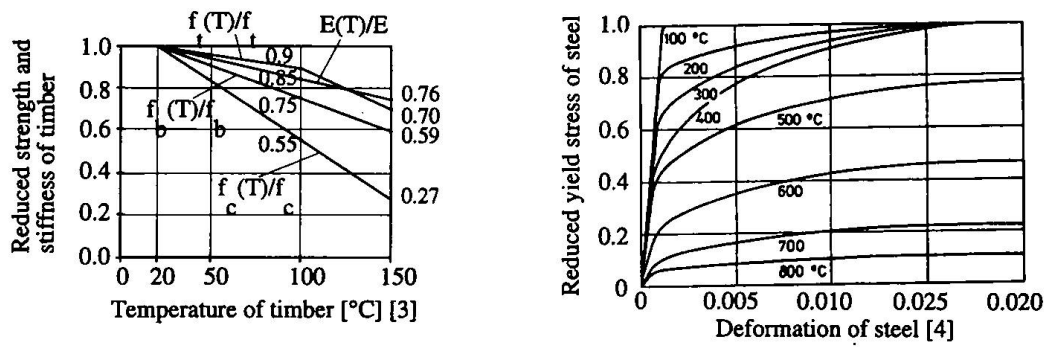 f (T)/f
t t
E(T)/E
1.0
0.8
0.6
0.4
0.2
0.0
0.9
0.85
0.75
0.55
f (T)/f
b b
f (T)/f
c c
0.76
0.70
0.59
0.27
0 20 50 100 150
Reduced strength and
stiffness of timber
Temperature of timber [°C] [3]
Reduced yield stress of steel
1.0
0.8
0.6
0.4
0.2
0
100 °C
200
300
400
500 °C
600
700
800 °C
0 0.005 0.010 0.025 0.020
Deformation of steel [4]